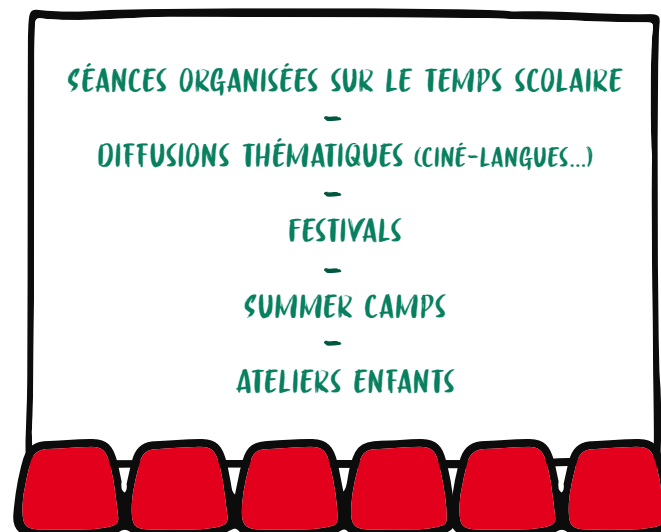 SÉANCES ORGANISÉES SUR LE TEMPS SCOLAIRE
–
DIFFUSIONS THÉMATIQUES (CINÉ-LANGUES...)
–
FESTIVALS
–
SUMMER CAMPS
–
ATELIERS ENFANTS